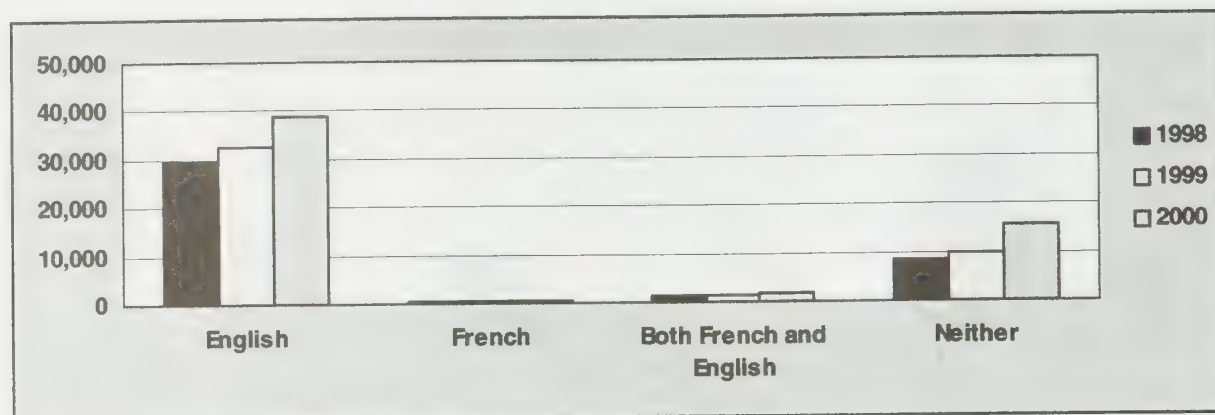 50,000
40,000
30,000
20,000
10,000
0
English
French
Both French and
English
Neither
1998
1999
2000